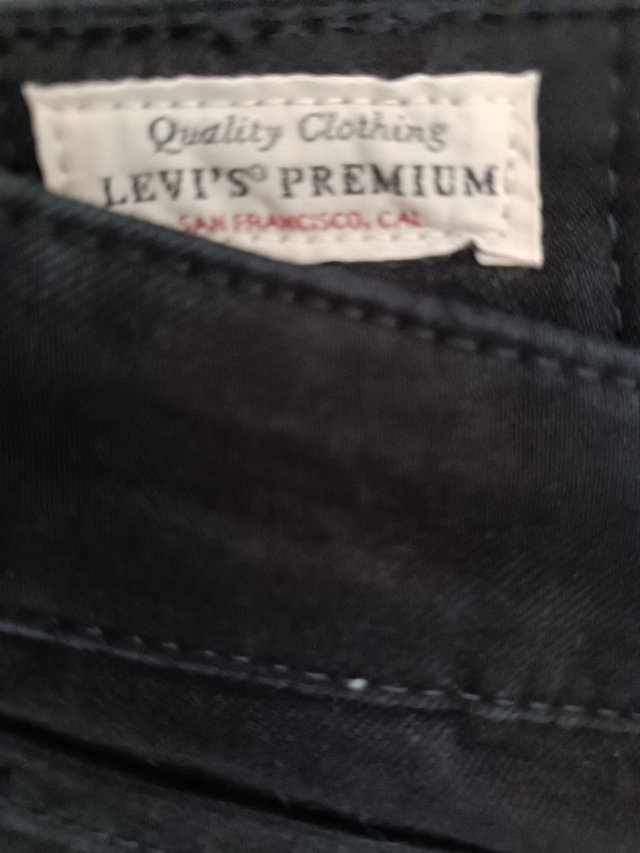 Quality Clothing
LEVI'S® PREMIUM
SAN FRANCISCO, CAL